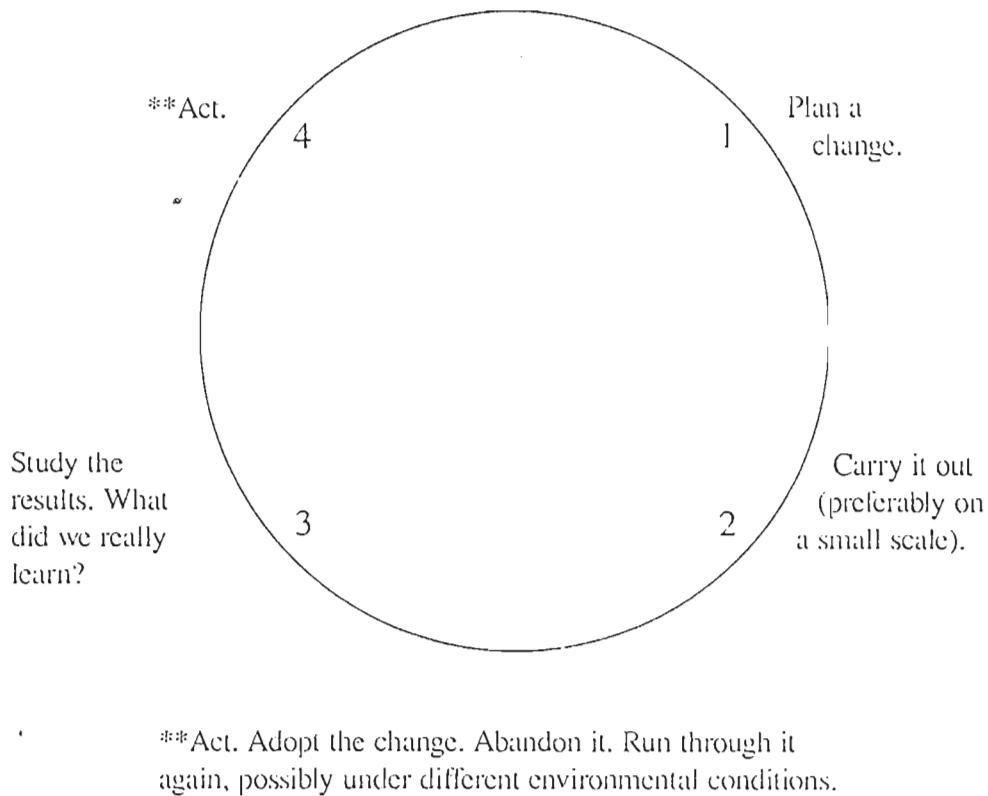 **Act.
4
1
Plan a
change.
Study the
results. What
did we really
learn?
3
2
Carry it out
(preferably on
a small scale).
**Act. Adopt the change. Abandon it. Run through it
again, possibly under different environmental conditions.